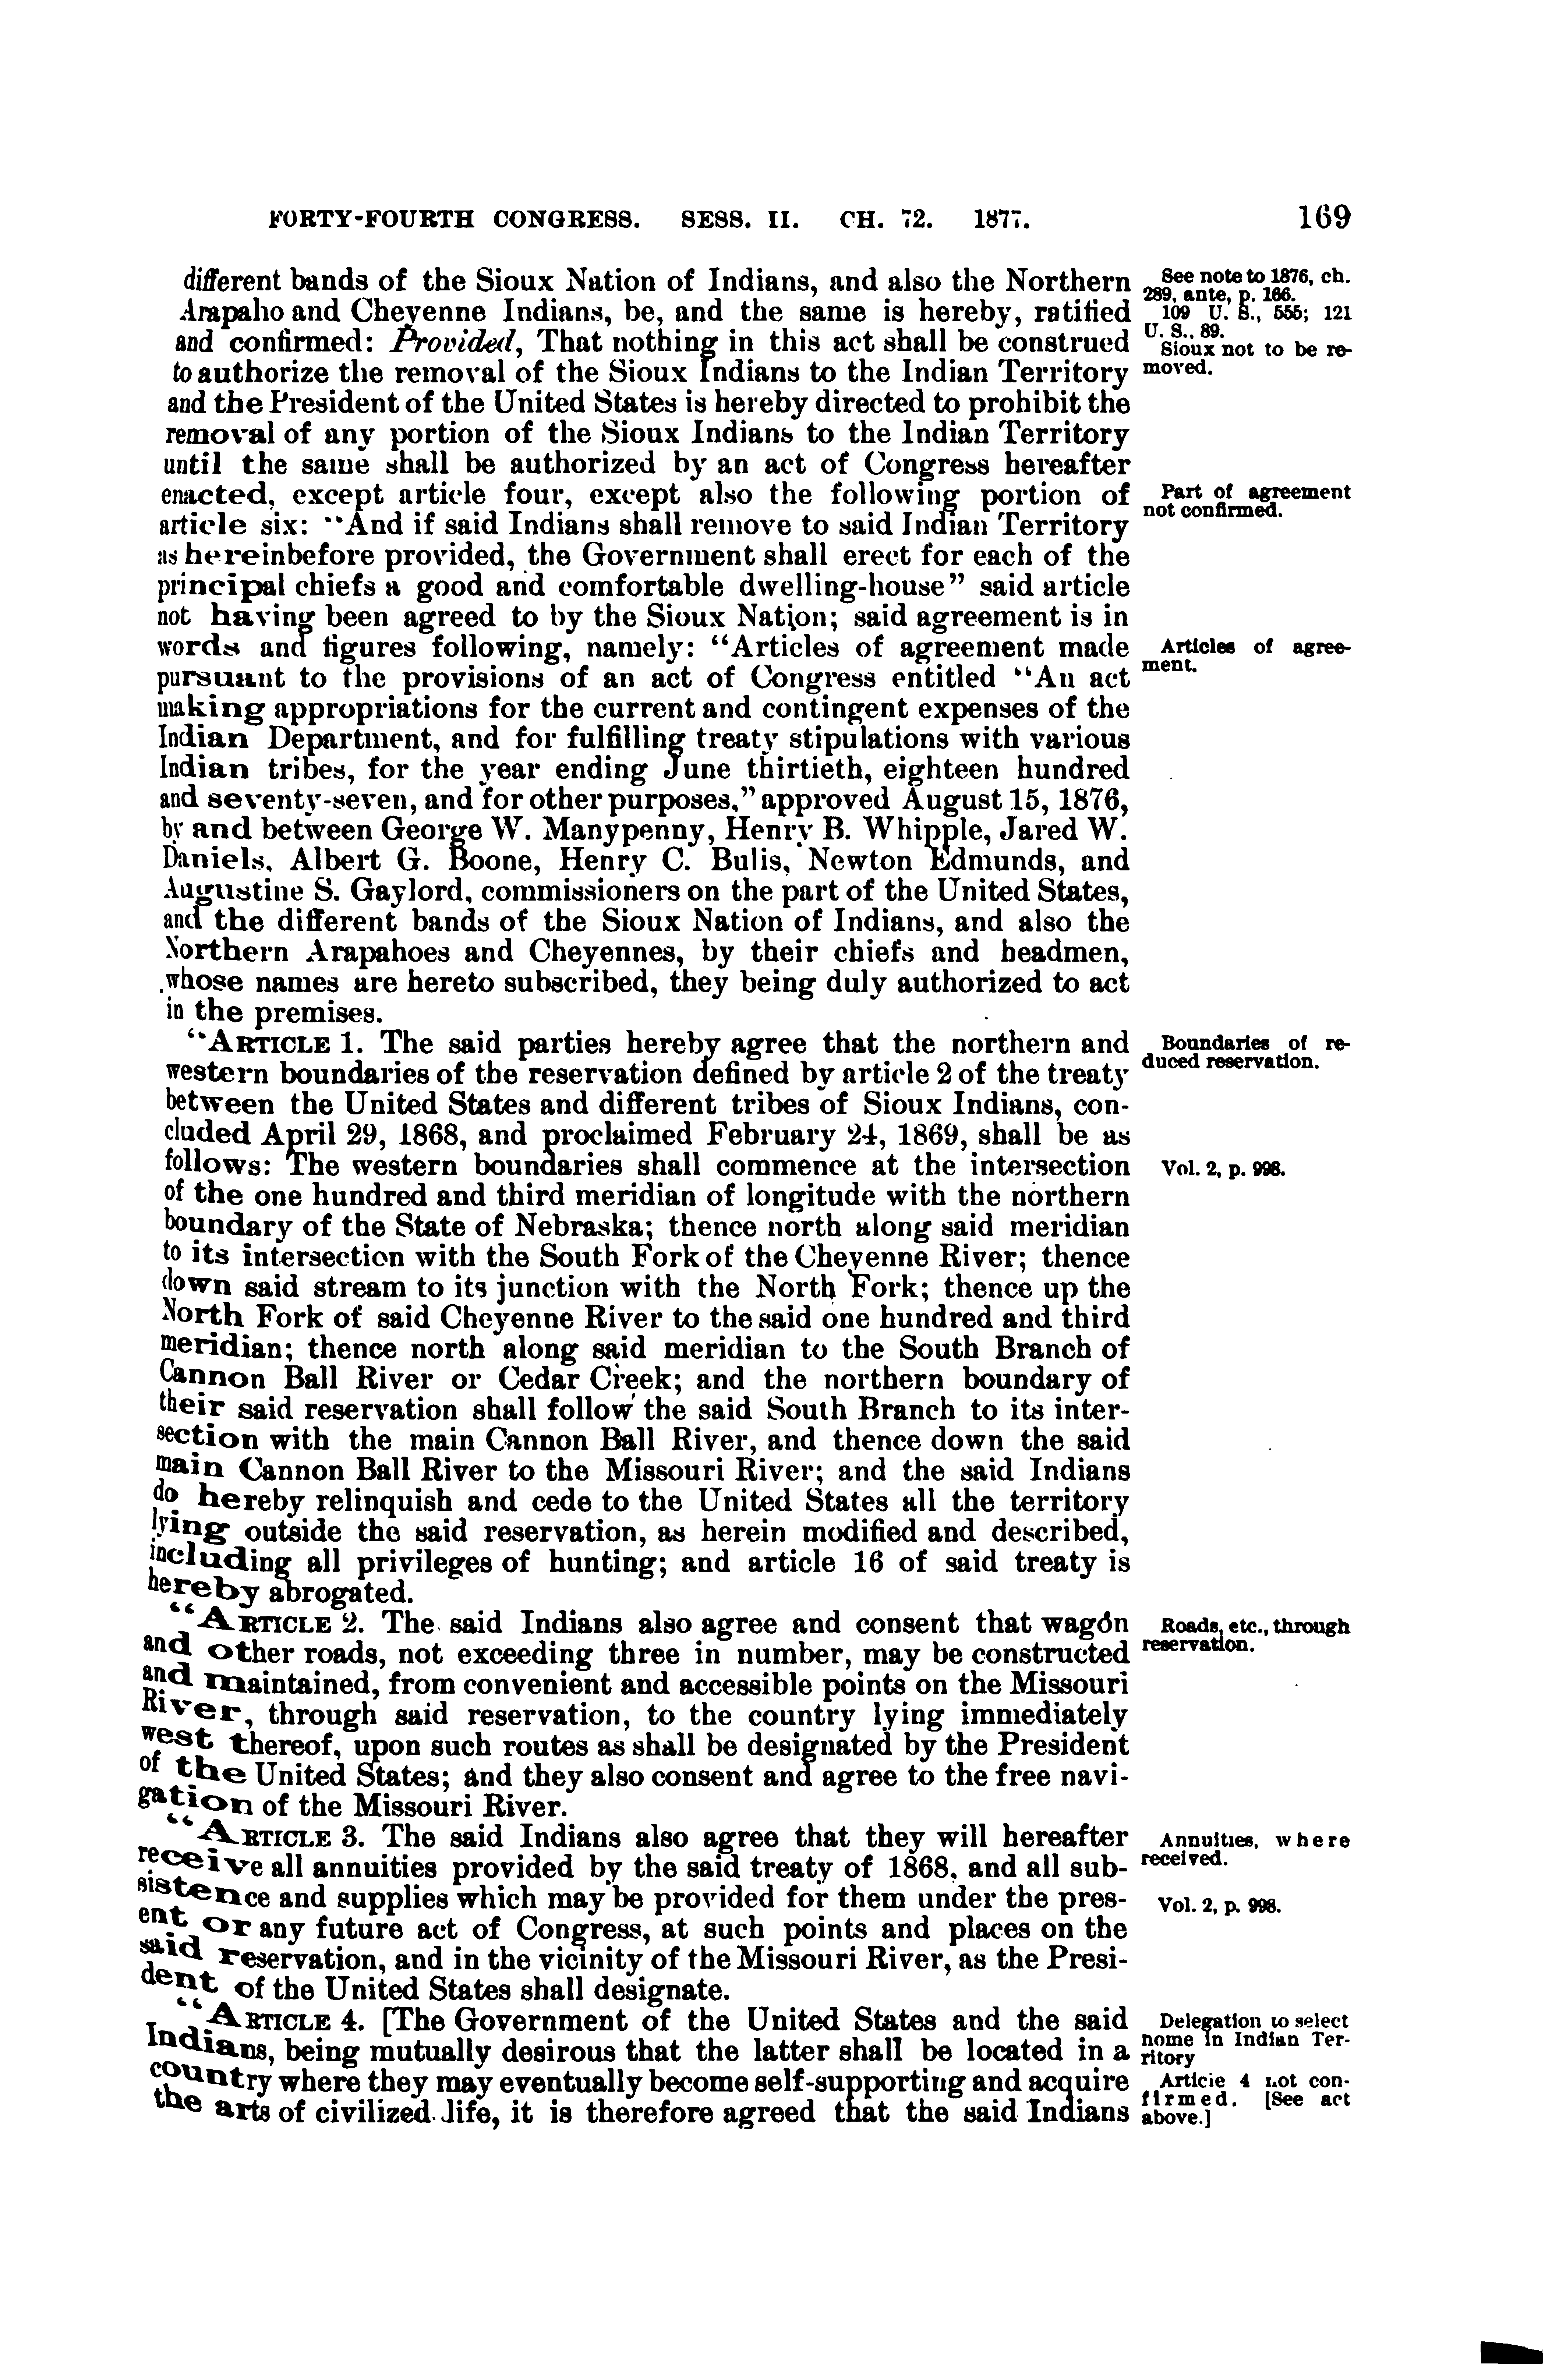 FORTY-FOURTH CONGRESS. SESS. II. CH. 72. 1877. 169
different bands of the Sioux Nation of Indians, and also the Northern
Arapaho and Cheyenne Indians, be, and the same is hereby, ratified
and confirmed: Provided, That nothing in this act shall be construed
to authorize the removal of the Sioux Indians to the Indian Territory
and the President of the United States is hereby directed to prohibit the
removal of any portion of the Sioux Indians to the Indian Territory
until the same shall be authorized by an act of Congress hereafter
enacted, except article four, except also the following portion of
article six: "And if said Indians shall remove to said Indian Territory
as hereinbefore provided, the Government shall erect for each of the
principal chiefs a good and comfortable dwelling-house" said article
not having been agreed to by the Sioux Nation; said agreement is in
words and figures following, namely: "Articles of agreement made
pursuant to the provisions of an act of Congress entitled "An act
making appropriations for the current and contingent expenses of the
Indian Department, and for fulfilling treaty stipulations with various
Indian tribes, for the year ending June thirtieth, eighteen hundred
and seventy-seven, and for other purposes," approved August 15, 1876,
by and between George W. Manypenny, Henry B. Whipple, Jared W.
Daniels, Albert G. Boone, Henry C. Bulis, Newton Edmunds, and
Augustine S. Gaylord, commissioners on the part of the United States,
and the different bands of the Sioux Nation of Indians, and also the
Northern Arapahoes and Cheyennes, by their chiefs and headmen,
whose names are hereto subscribed, they being duly authorized to act
in the premises.
"ARTICLE 1. The said parties hereby agree that the northern and
western boundaries of the reservation defined by article 2 of the treaty
between the United States and different tribes of Sioux Indians, con-
cluded April 29, 1868, and proclaimed February 24, 1869, shall be as
follows: The western boundaries shall commence at the intersection
of the one hundred and third meridian of longitude with the northern
boundary of the State of Nebraska; thence north along said meridian
to its intersection with the South Fork of the Cheyenne River; thence
down said stream to its junction with the North Fork; thence up the
North Fork of said Cheyenne River to the said one hundred and third
meridian; thence north along said meridian to the South Branch of
Cannon Ball River or Cedar Creek; and the northern boundary of
their said reservation shall follow the said South Branch to its inter-
section with the main Cannon Ball River, and thence down the said
main Cannon Ball River to the Missouri River; and the said Indians
do hereby relinquish and cede to the United States all the territory
lying outside the said reservation, as herein modified and described,
including all privileges of hunting; and article 16 of said treaty is
hereby abrogated.
"ARTICLE 2. The said Indians also agree and consent that wagon
and other roads, not exceeding three in number, may be constructed
and maintained, from convenient and accessible points on the Missouri
River, through said reservation, to the country lying immediately
west thereof, upon such routes as shall be designated by the President
of the United States; and they also consent and agree to the free navi-
gation of the Missouri River.
"ARTICLE 3. The said Indians also agree that they will hereafter
receive all annuities provided by the said treaty of 1868, and all sub-
sistence and supplies which may be provided for them under the pres-
ent or any future act of Congress, at such points and places on the
said reservation, and in the vicinity of the Missouri River, as the Presi-
dent of the United States shall designate.
"ARTICLE 4. [The Government of the United States and the said
Indians, being mutually desirous that the latter shall be located in a
country where they may eventually become self-supporting and acquire
the arts of civilized life, it is therefore agreed that the said Indians
See note to 1876, ch.
289, ante, p. 166.
109 U. S., 555; 121
U. S., 89.
Sioux not to be re-
moved.
Part of agreement
not confirmed.
Articles of agree-
ment.
Boundaries of re-
duced reservation.
Vol. 2, p. 998.
Roads, etc., through
reservation.
Annuities, where
received.
Vol. 2, p. 998.
Delegation to select
home in Indian Ter-
ritory
Article 4 not con-
firmed. [See act
above.]